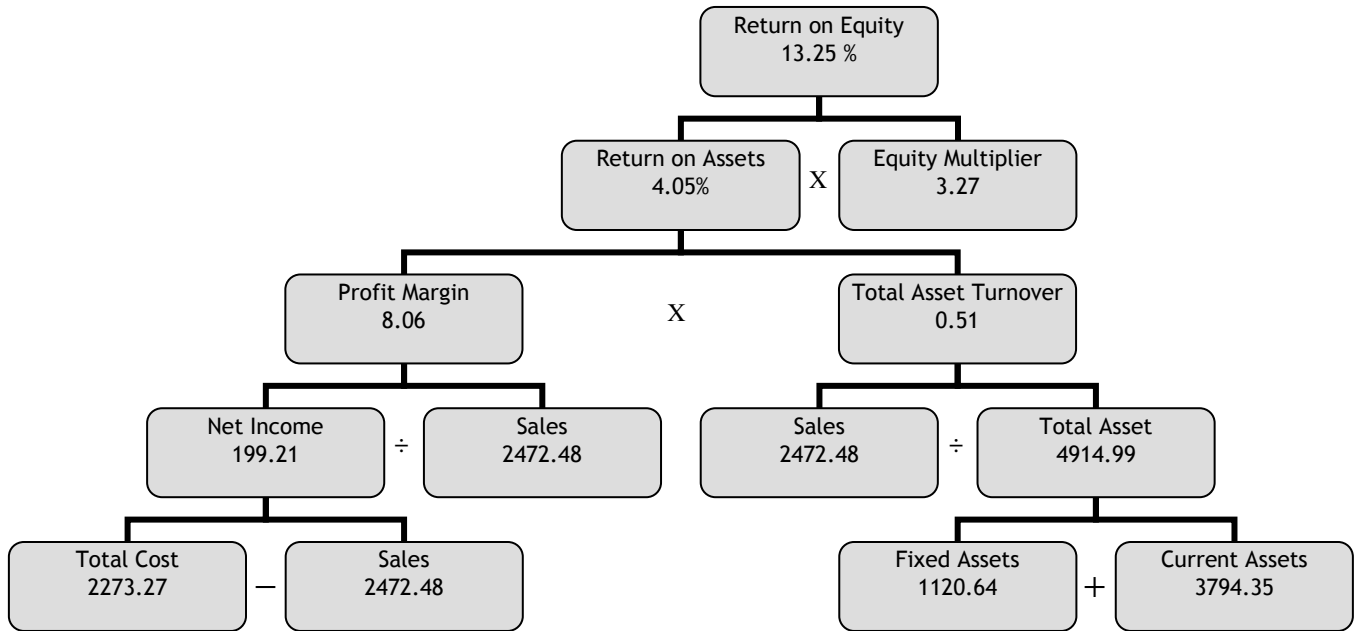 Return on Equity
13.25 %
Return on Assets
4.05%
X
Equity Multiplier
3.27
Profit Margin
8.06
X
Total Asset Turnover
0.51
Net Income
199.21
÷
Sales
2472.48
Sales
2472.48
÷
Total Asset
4914.99
Total Cost
2273.27
−
Sales
2472.48
Fixed Assets
1120.64
+
Current Assets
3794.35